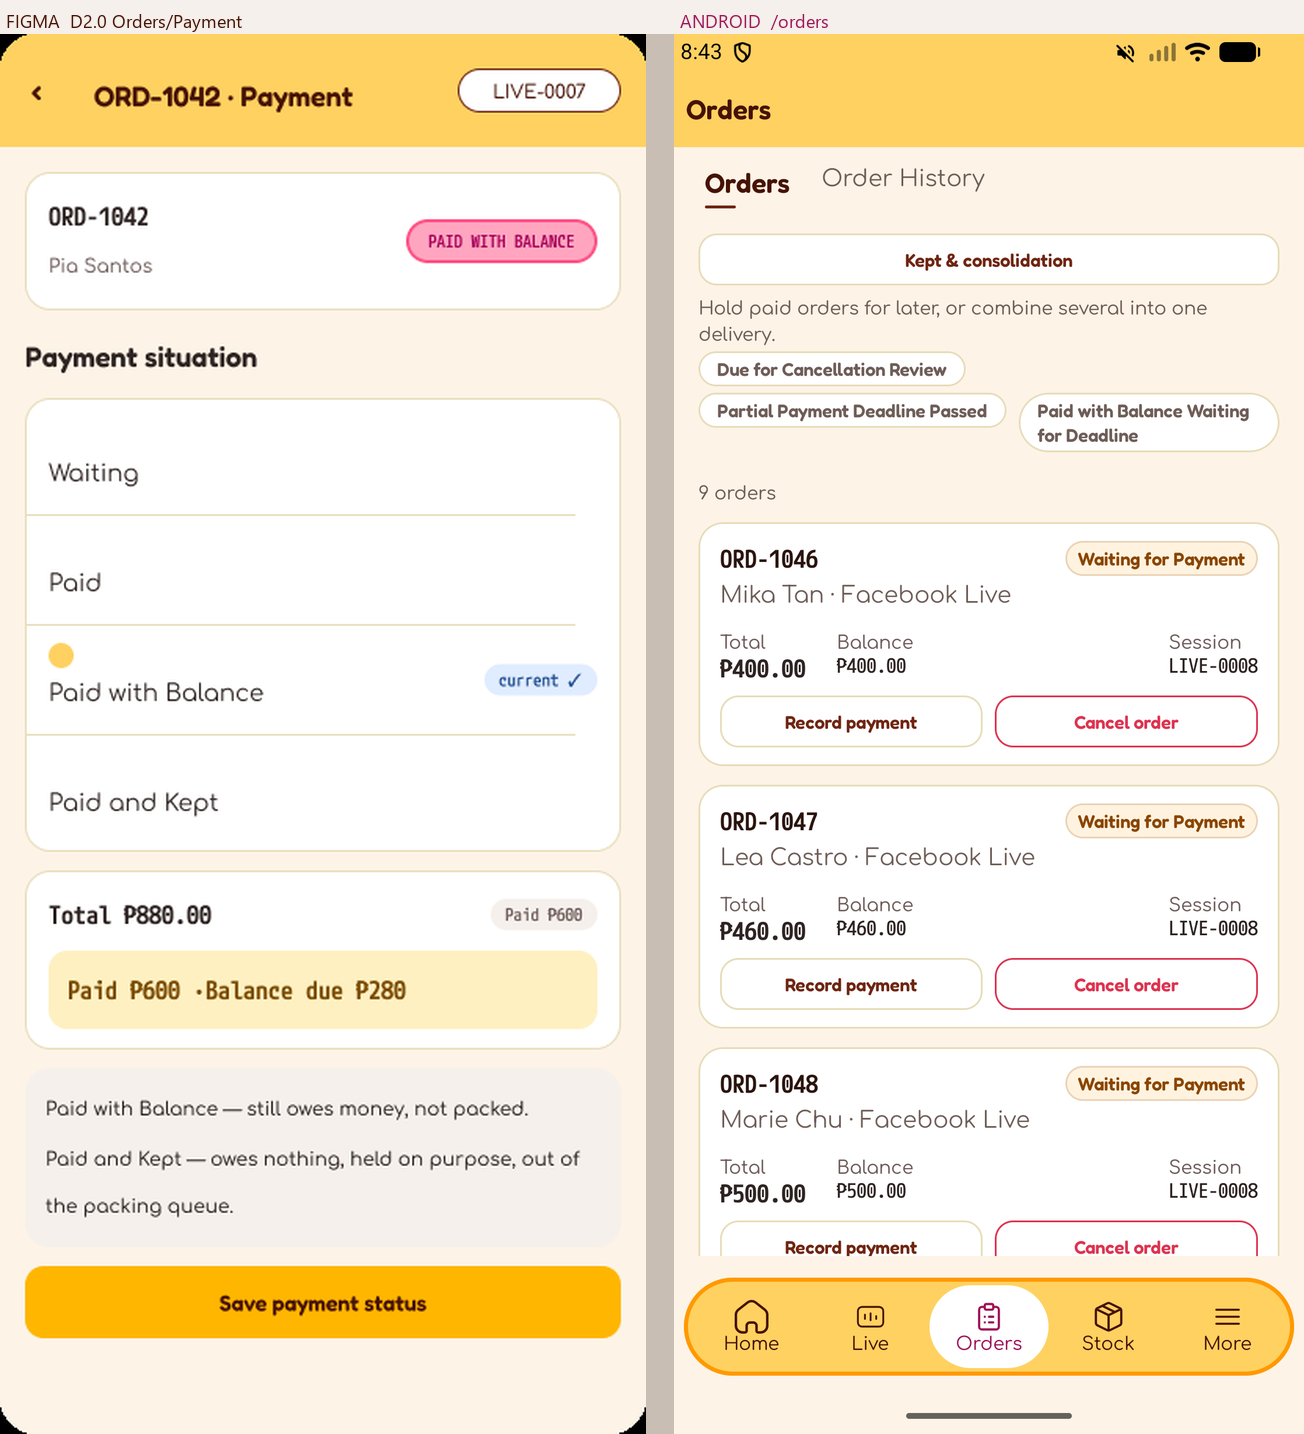 FIGMA D2.0 Orders/Payment
ORD-1042 · Payment
LIVE-0007
ORD-1042
PAID WITH BALANCE
Pia Santos
Payment situation
Waiting
Paid
Paid with Balance
current ✓
Paid and Kept
Total ₱880.00
Paid ₱600
Paid ₱600 ·Balance due ₱280
Paid with Balance — still owes money, not packed.
Paid and Kept — owes nothing, held on purpose, out of
the packing queue.
Save payment status
ANDROID /orders
8:43
Orders
Orders
Order History
Kept & consolidation
Hold paid orders for later, or combine several into one
delivery.
Due for Cancellation Review
Partial Payment Deadline Passed
Paid with Balance Waiting
for Deadline
9 orders
ORD-1046
Waiting for Payment
Mika Tan · Facebook Live
Total
Balance
Session
₱400.00
₱400.00
LIVE-0008
Record payment
Cancel order
ORD-1047
Waiting for Payment
Lea Castro · Facebook Live
Total
Balance
Session
₱460.00
₱460.00
LIVE-0008
Record payment
Cancel order
ORD-1048
Waiting for Payment
Marie Chu · Facebook Live
Total
Balance
Session
₱500.00
₱500.00
LIVE-0008
Record payment
Cancel order
Home
Live
Orders
Stock
More